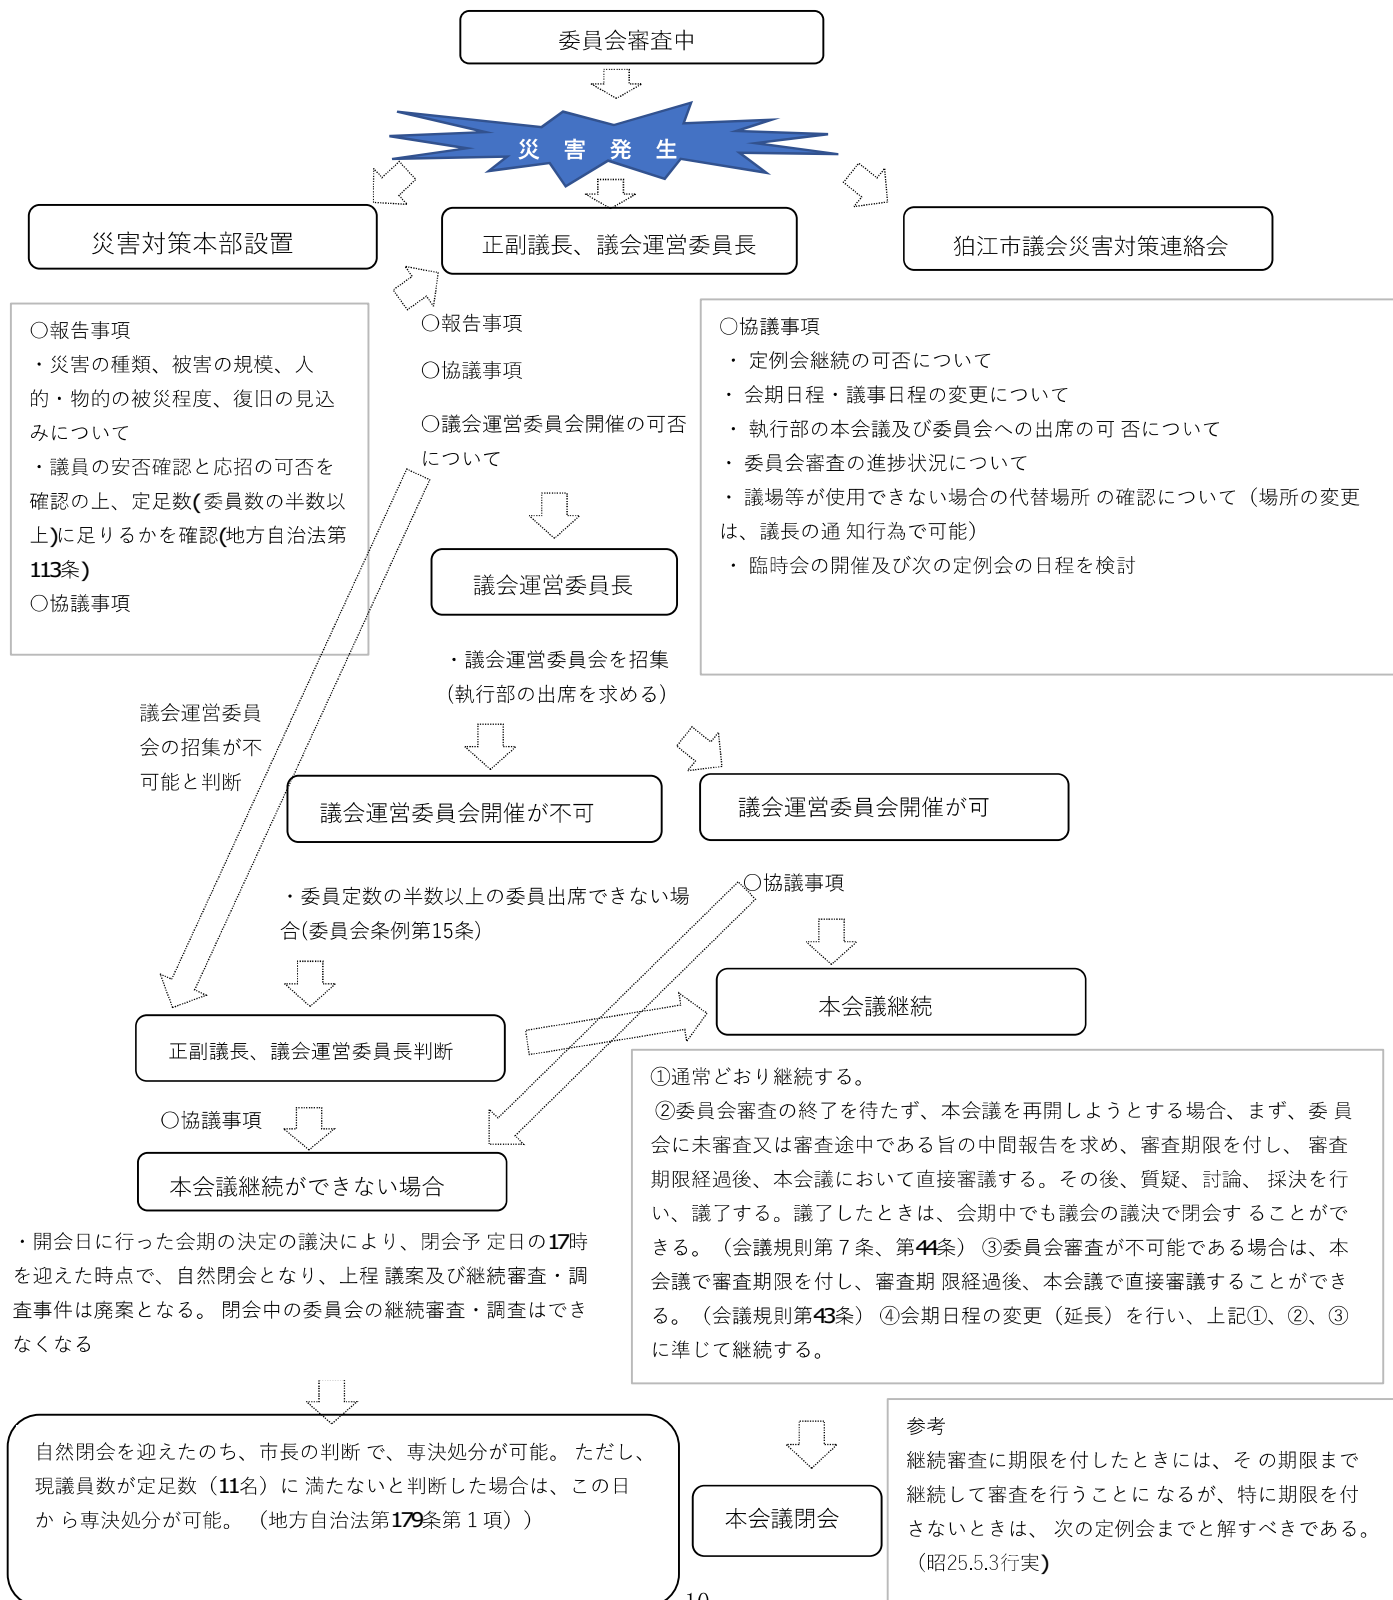 委員会審査中
災 害 発 生
災害対策本部設置
正副議長、議会運営委員長
狛江市議会災害対策連絡会
〇報告事項
・災害の種類、被害の規模、人
的・物的の被災程度、復旧の見込
みについて
・議員の安否確認と応招の可否を
確認の上、定足数(委員数の半数以
上)に足りるかを確認(地方自治法第
113条)
〇協議事項
〇報告事項
〇協議事項
〇議会運営委員会開催の可否
について
〇協議事項
・ 定例会継続の可否について
・ 会期日程・議事日程の変更について
・ 執行部の本会議及び委員会への出席の可 否について
・ 委員会審査の進捗状況について
・ 議場等が使用できない場合の代替場所 の確認について（場所の変更
は、議長の通 知行為で可能）
・ 臨時会の開催及び次の定例会の日程を検討
議会運営委員長
・議会運営委員会を招集
(執行部の出席を求める)
議会運営委員
会の招集が不
可能と判断
議会運営委員会開催が不可
議会運営委員会開催が可
・委員定数の半数以上の委員出席できない場
合(委員会条例第15条)
〇協議事項
本会議継続
正副議長、議会運営委員長判断
〇協議事項
本会議継続ができない場合
①通常どおり継続する。
②委員会審査の終了を待たず、本会議を再開しようとする場合、まず、委 員
会に未審査又は審査途中である旨の中間報告を求め、審査期限を付し、 審査
期限経過後、本会議において直接審議する。その後、質疑、討論、 採決を行
い、議了する。議了したときは、会期中でも議会の議決で閉会す ることがで
きる。（会議規則第７条、第44条） ③委員会審査が不可能である場合は、本
会議で審査期限を付し、審査期 限経過後、本会議で直接審議することができ
る。（会議規則第43条） ④会期日程の変更（延長）を行い、上記①、②、③
に準じて継続する。
・開会日に行った会期の決定の議決により、閉会予 定日の17時
を迎えた時点で、自然閉会となり、上程 議案及び継続審査・調
査事件は廃案となる。 閉会中の委員会の継続審査・調査はでき
なくなる
自然閉会を迎えたのち、市長の判断 で、専決処分が可能。 ただし、
現議員数が定足数（11名）に 満たないと判断した場合は、この日
か ら専決処分が可能。 （地方自治法第179条第１項））
本会議閉会
参考
継続審査に期限を付したときには、そ の期限まで
継続して審査を行うことに なるが、特に期限を付
さないときは、 次の定例会までと解すべきである。
（昭25.5.3行実)
10